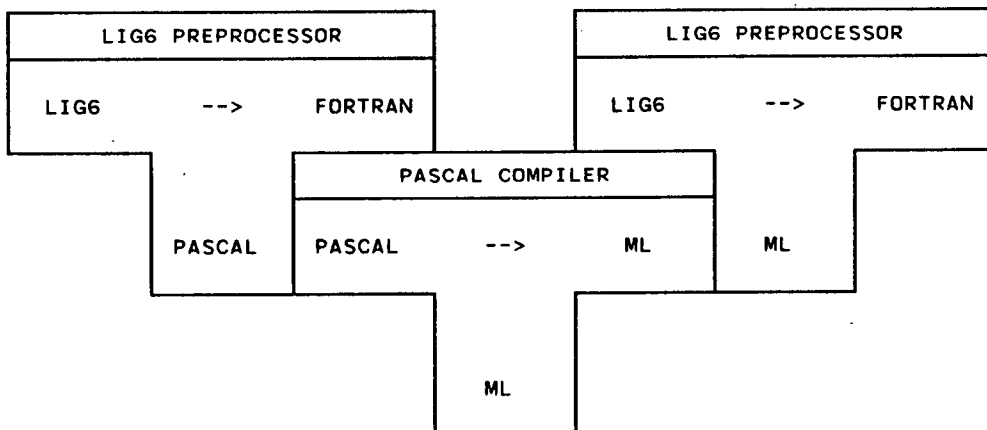 LIG6 PREPROCESSOR
LIG6 PREPROCESSOR
LIG6 --> FORTRAN
LIG6 --> FORTRAN
PASCAL COMPILER
PASCAL
PASCAL --> ML
ML
ML